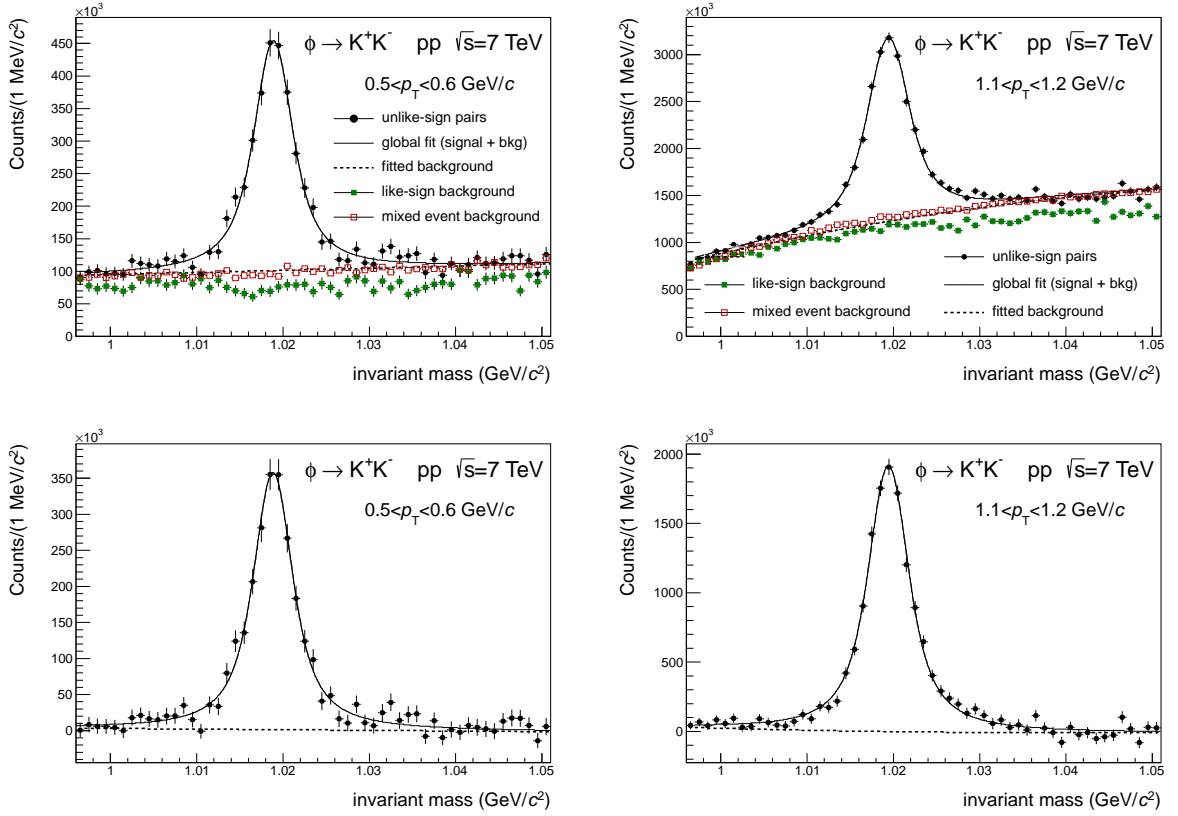 ×10³
450
400
350
300
250
200
150
100
50
0
Counts/(1 MeV/c²)
ϕ → K⁺K⁻ pp √s=7 TeV
0.5<p_T<0.6 GeV/c
unlike-sign pairs
global fit (signal + bkg)
fitted background
like-sign background
mixed event background
1 1.01 1.02 1.03 1.04 1.05
invariant mass (GeV/c²)
×10³
3000
2500
2000
1500
1000
500
0
Counts/(1 MeV/c²)
ϕ → K⁺K⁻ pp √s=7 TeV
1.1<p_T<1.2 GeV/c
unlike-sign pairs
like-sign background
global fit (signal + bkg)
mixed event background
fitted background
1 1.01 1.02 1.03 1.04 1.05
invariant mass (GeV/c²)
×10³
350
300
250
200
150
100
50
0
Counts/(1 MeV/c²)
ϕ → K⁺K⁻ pp √s=7 TeV
0.5<p_T<0.6 GeV/c
1 1.01 1.02 1.03 1.04 1.05
invariant mass (GeV/c²)
×10³
2000
1500
1000
500
0
Counts/(1 MeV/c²)
ϕ → K⁺K⁻ pp √s=7 TeV
1.1<p_T<1.2 GeV/c
1 1.01 1.02 1.03 1.04 1.05
invariant mass (GeV/c²)